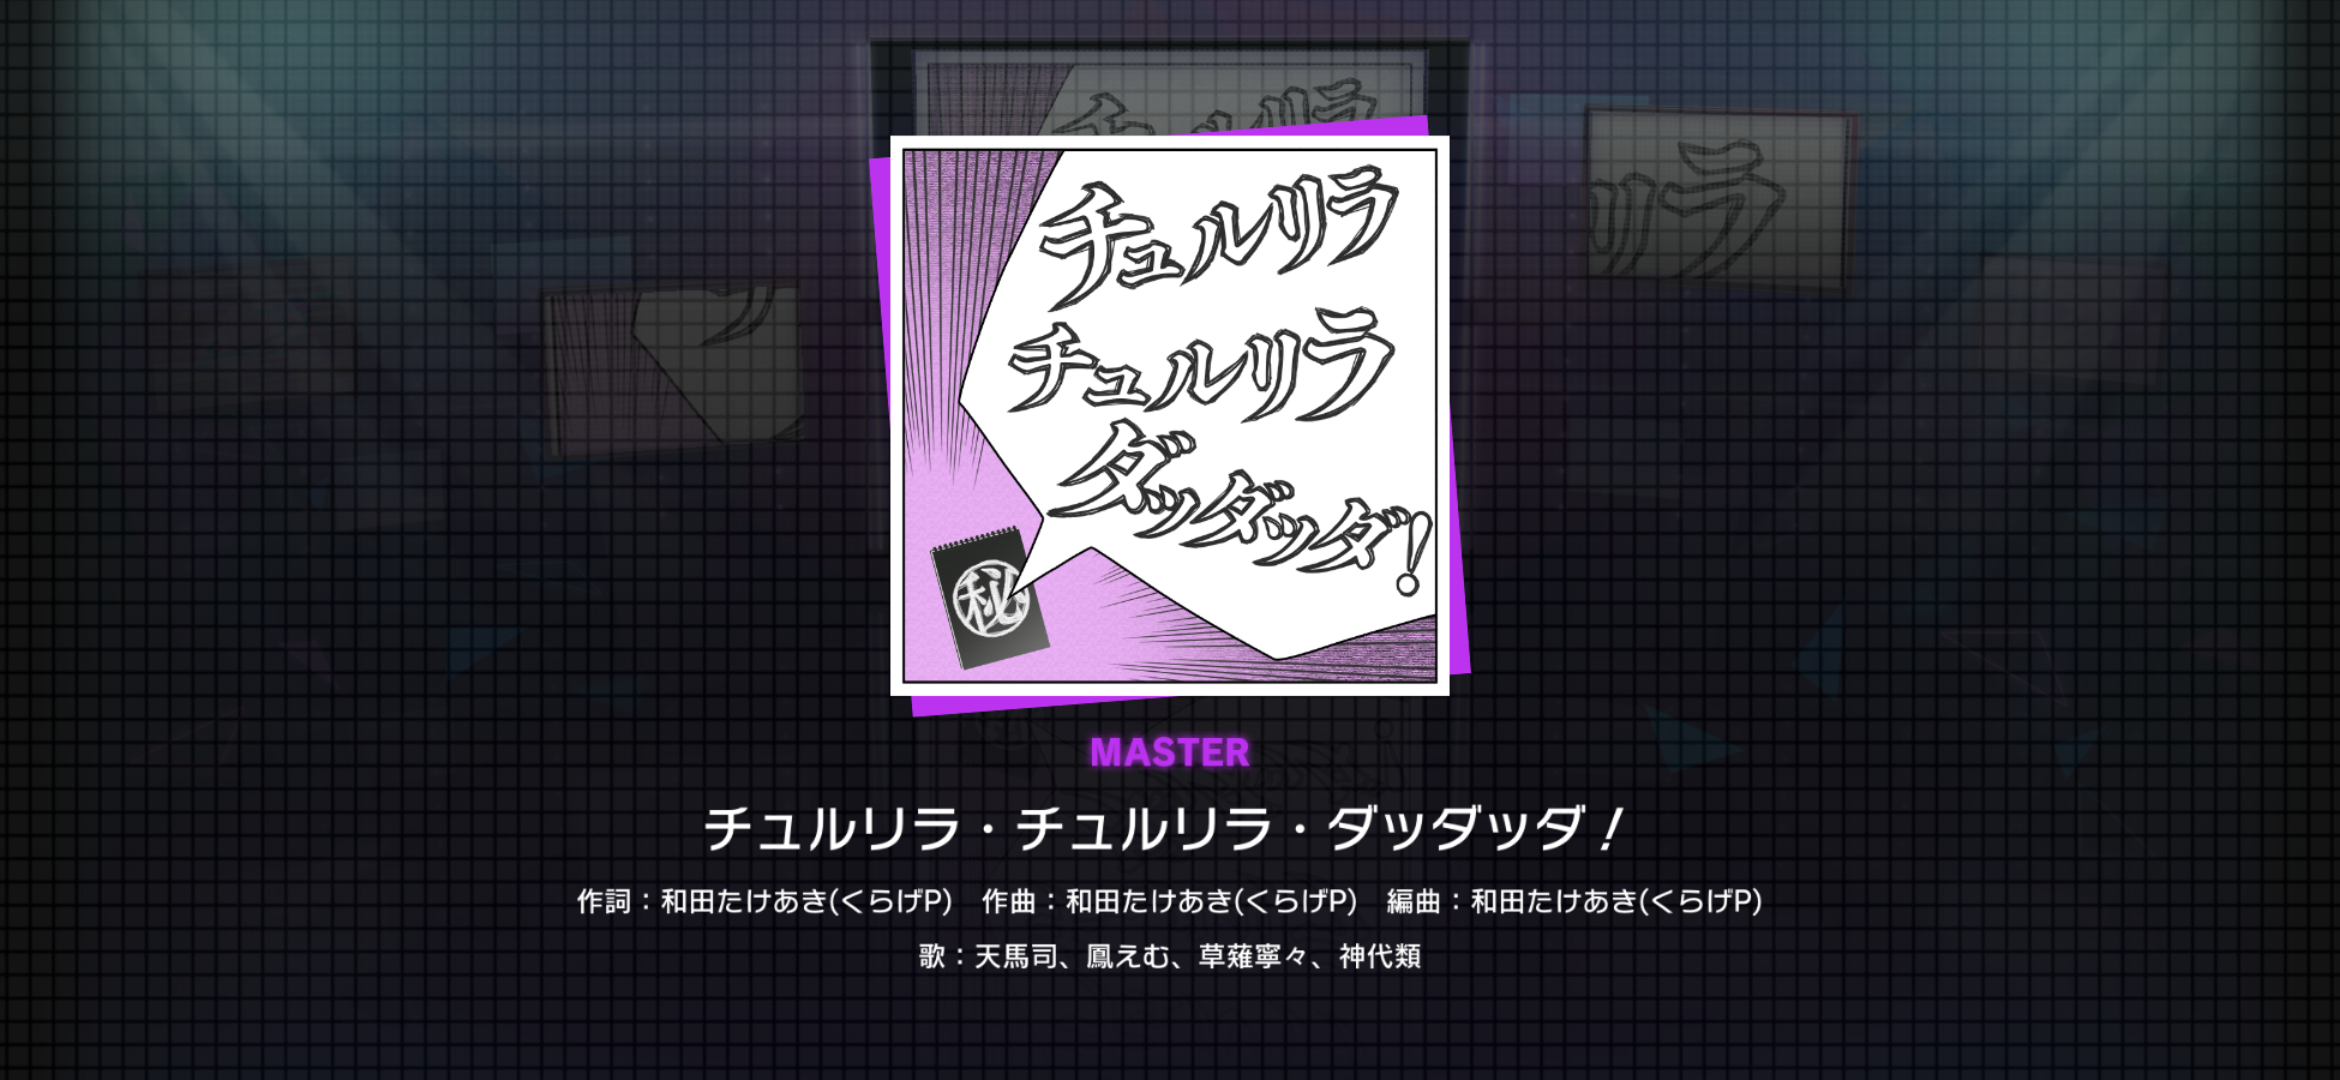 チュルリラ
チュルリラ
ダッダッダ!
秘
MASTER
チュルリラ・チュルリラ・ダッダッダ！
作詞：和田たけあき(くらげP)　作曲：和田たけあき(くらげP)　編曲：和田たけあき(くらげP)
歌：天馬司、鳳えむ、草薙寧々、神代類